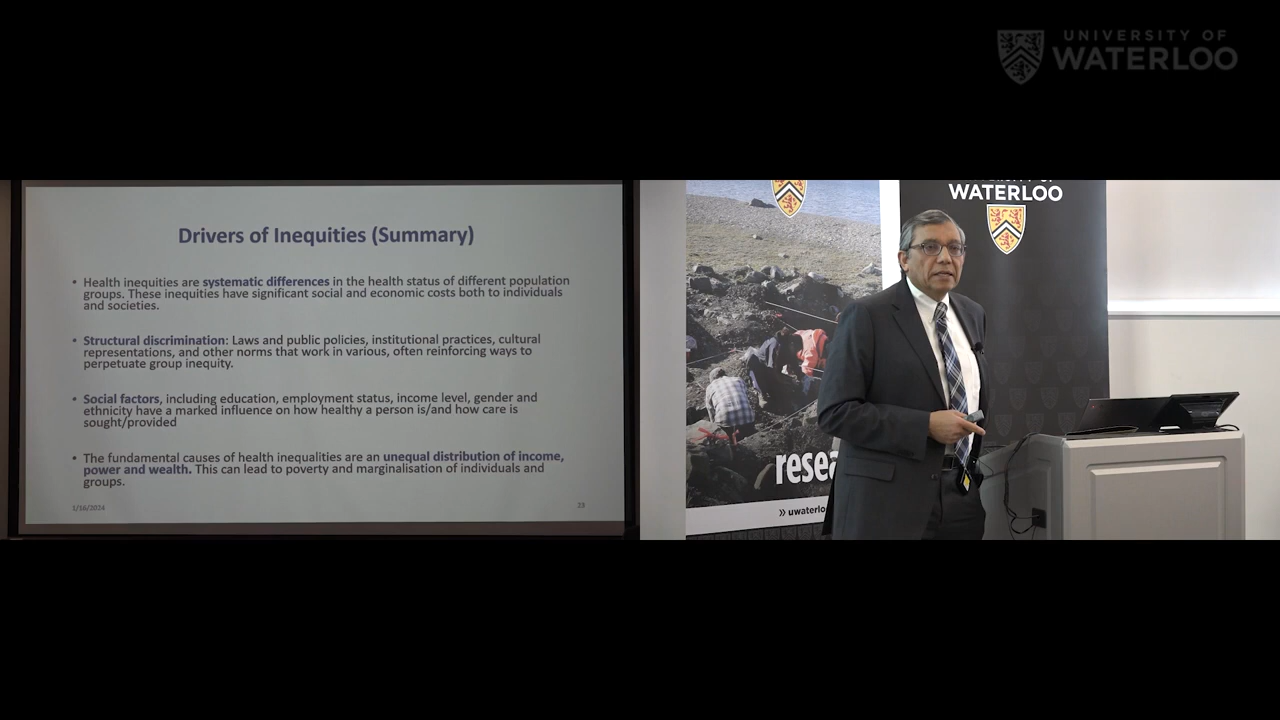 UNIVERSITY OF
WATERLOO
Drivers of Inequities (Summary)
• Health inequities are systematic differences in the health status of different population
groups. These inequities have significant social and economic costs both to individuals
and societies.
• Structural discrimination: Laws and public policies, institutional practices, cultural
representations, and other norms that work in various, often reinforcing ways to
perpetuate group inequity.
• Social factors, including education, employment status, income level, gender and
ethnicity have a marked influence on how healthy a person is/and how care is
sought/provided
• The fundamental causes of health inequalities are an unequal distribution of income,
power and wealth. This can lead to poverty and marginalisation of individuals and
groups.
1/16/2024
23
WATERLOO
resea
» uwaterlo